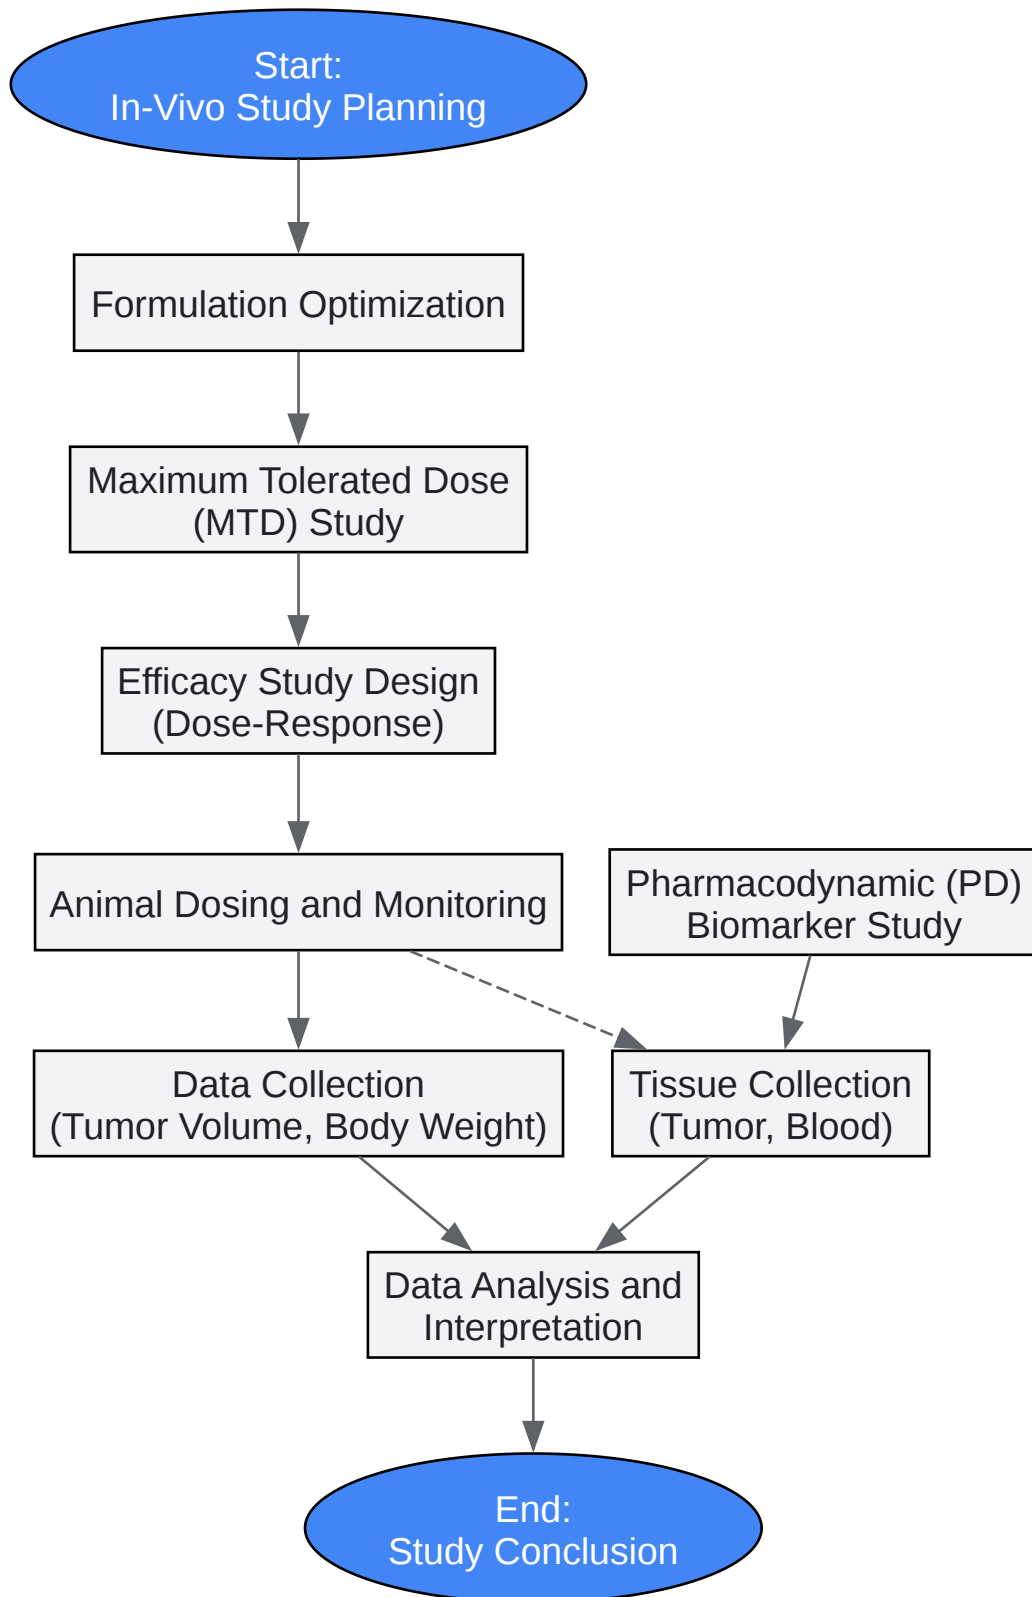 Start:
In-Vivo Study Planning
Formulation Optimization
Maximum Tolerated Dose
(MTD) Study
Efficacy Study Design
(Dose-Response)
Animal Dosing and Monitoring
Pharmacodynamic (PD)
Biomarker Study
Data Collection
(Tumor Volume, Body Weight)
Tissue Collection
(Tumor, Blood)
Data Analysis and
Interpretation
End:
Study Conclusion